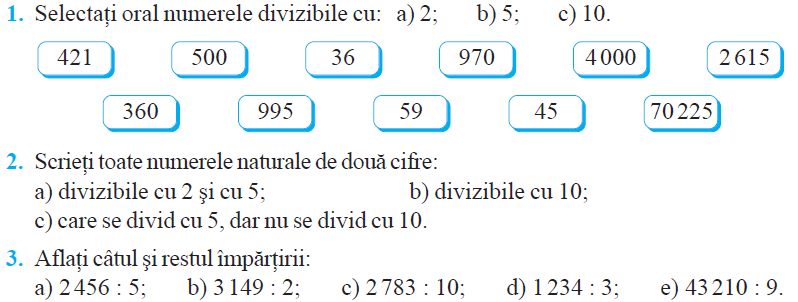 1. Selectați oral numerele divizibile cu: a) 2; b) 5; c) 10.
421 500 36 970 4 000 2 615
360 995 59 45 70 225
2. Scrieți toate numerele naturale de două cifre:
a) divizibile cu 2 şi cu 5; b) divizibile cu 10;
c) care se divid cu 5, dar nu se divid cu 10.
3. Aflați câtul şi restul împărțirii:
a) 2 456 : 5; b) 3 149 : 2; c) 2 783 : 10; d) 1 234 : 3; e) 43 210 : 9.